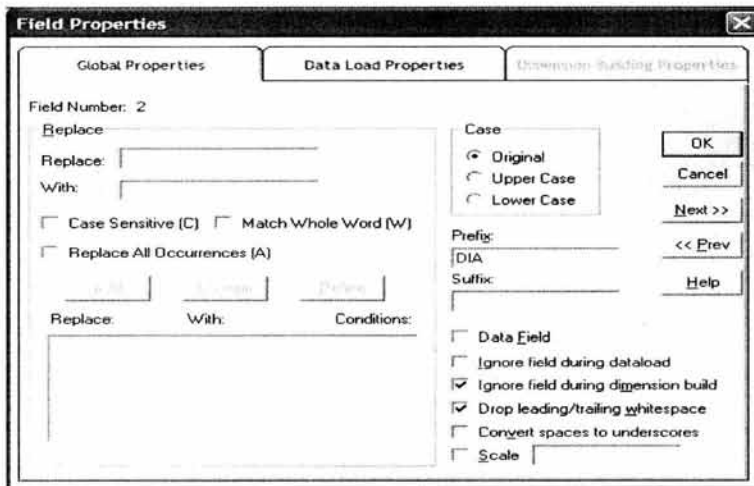 Field Properties
Global Properties
Data Load Properties
Dimension Building Properties
Field Number: 2
Replace
Replace:
With:
Case Sensitive (C) Match Whole Word (W)
Replace All Occurrences (A)
Replace: With: Conditions:
Case
Original
Upper Case
Lower Case
Prefix:
DIA
Suffix:
Data Field
Ignore field during dataload
Ignore field during dimension build
Drop leading/trailing whitespace
Convert spaces to underscores
Scale
OK
Cancel
Next >>
<< Prev
Help